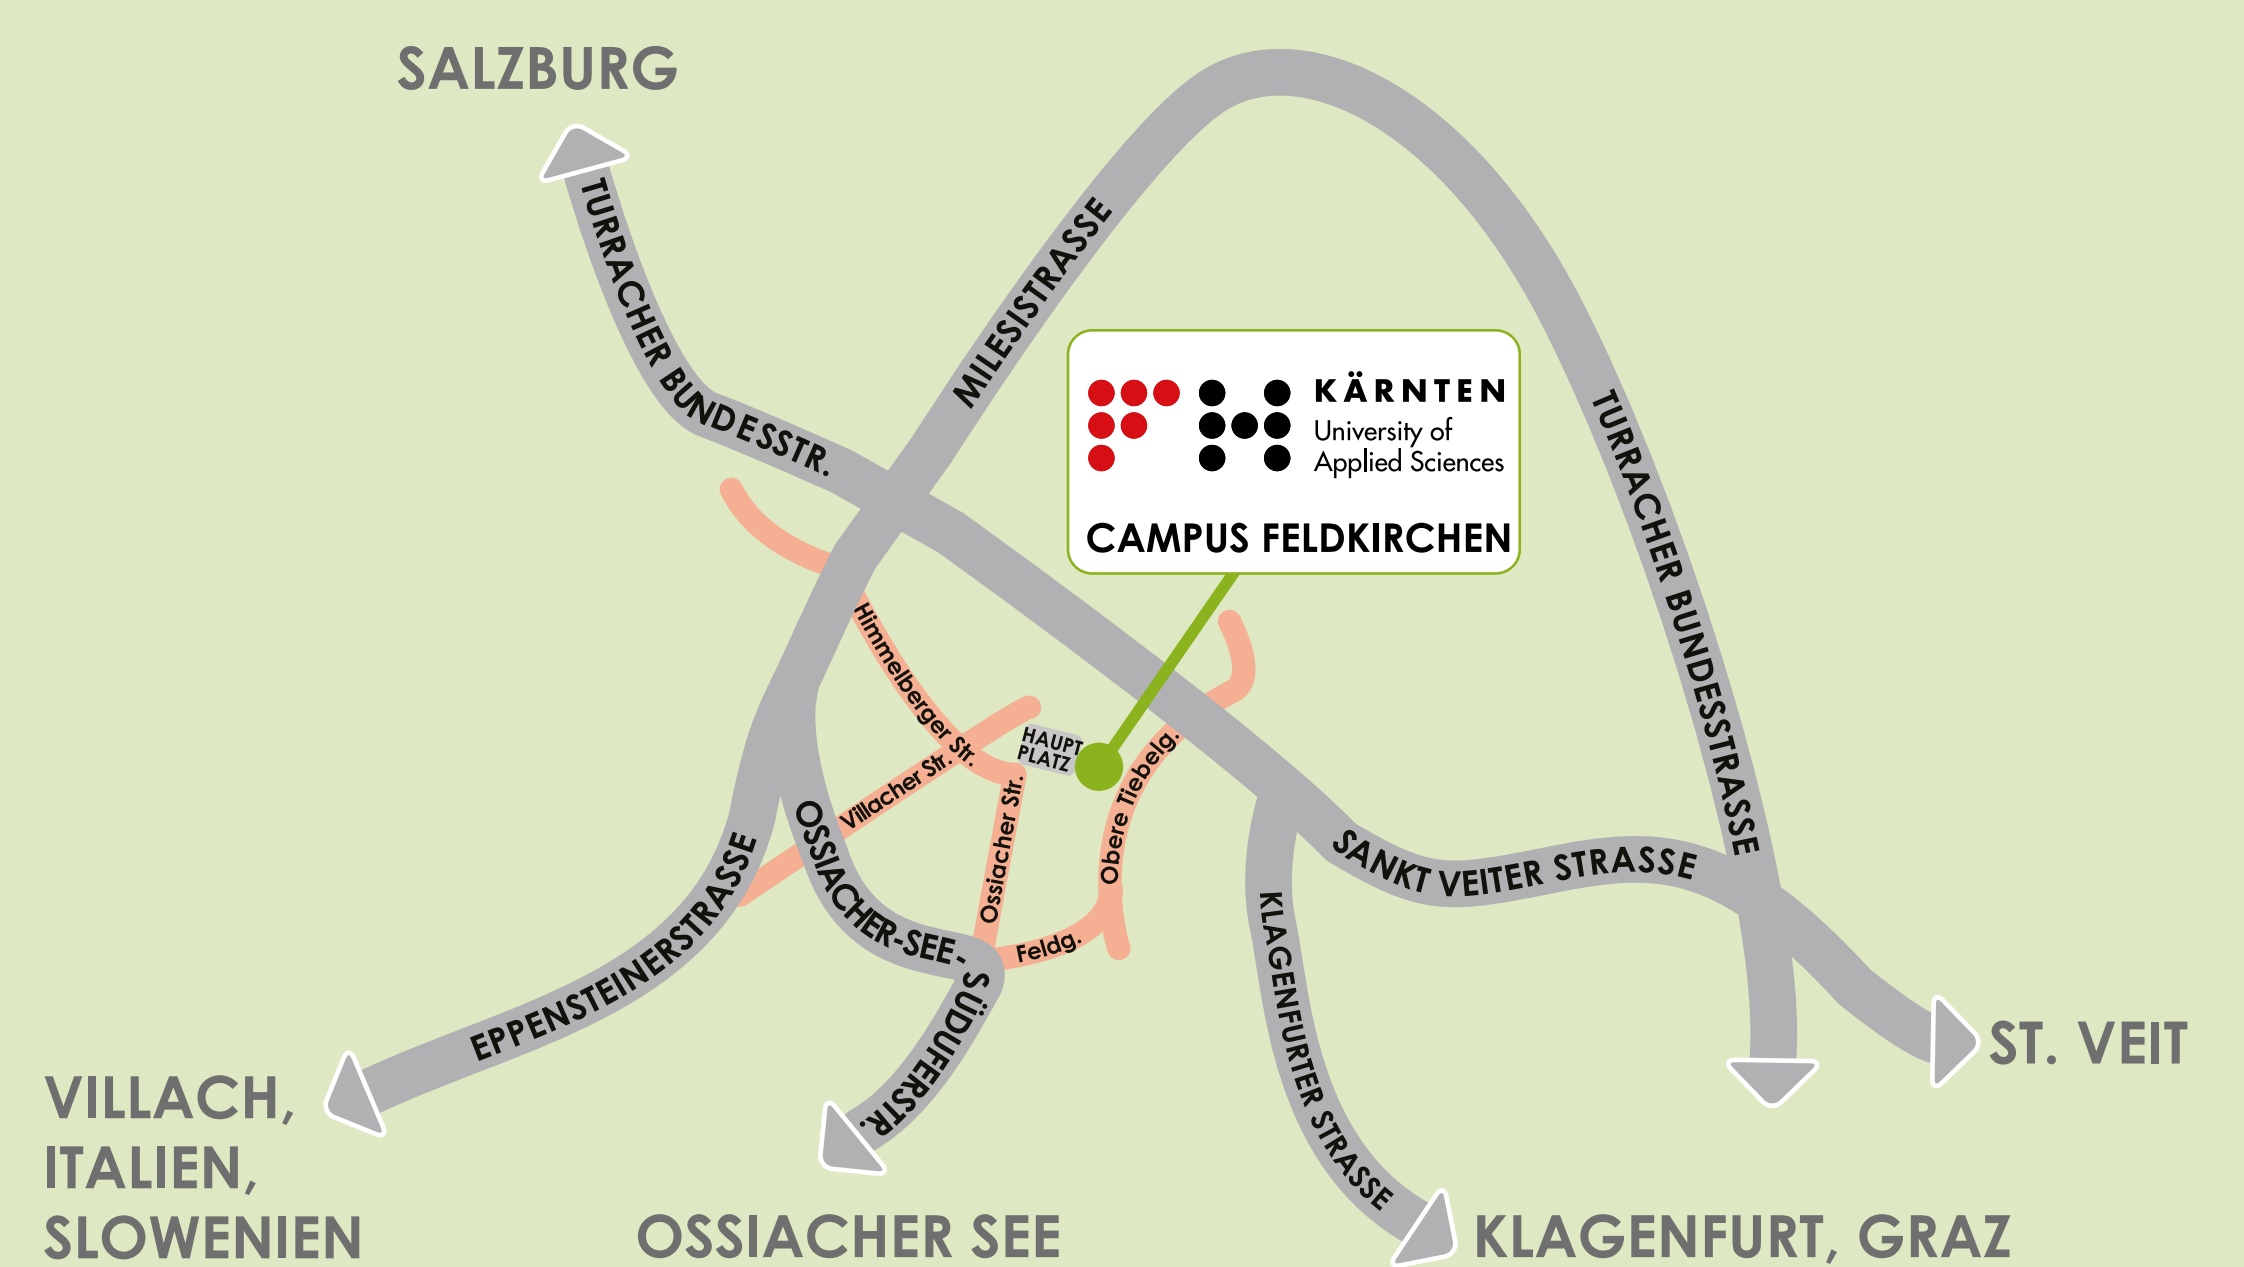 SALZBURG
TURRACHER BUNDESSTR.
MILESISTRASSE
KÄRNTEN
University of
Applied Sciences
CAMPUS FELDKIRCHEN
TURRACHER BUNDESSTRASSE
Himmelberger Str.
HAUPT
PLATZ
Villacher Str.
Ossiacher Str.
Obere Tiebelg.
Feldg.
OSSIACHER-SEE-
SÜDUFERSTR.
EPPENSTEINERSTRASSE
SANKT VEITER STRASSE
KLAGENFURTER STRASSE
ST. VEIT
VILLACH,
ITALIEN,
SLOWENIEN
OSSIACHER SEE
KLAGENFURT, GRAZ